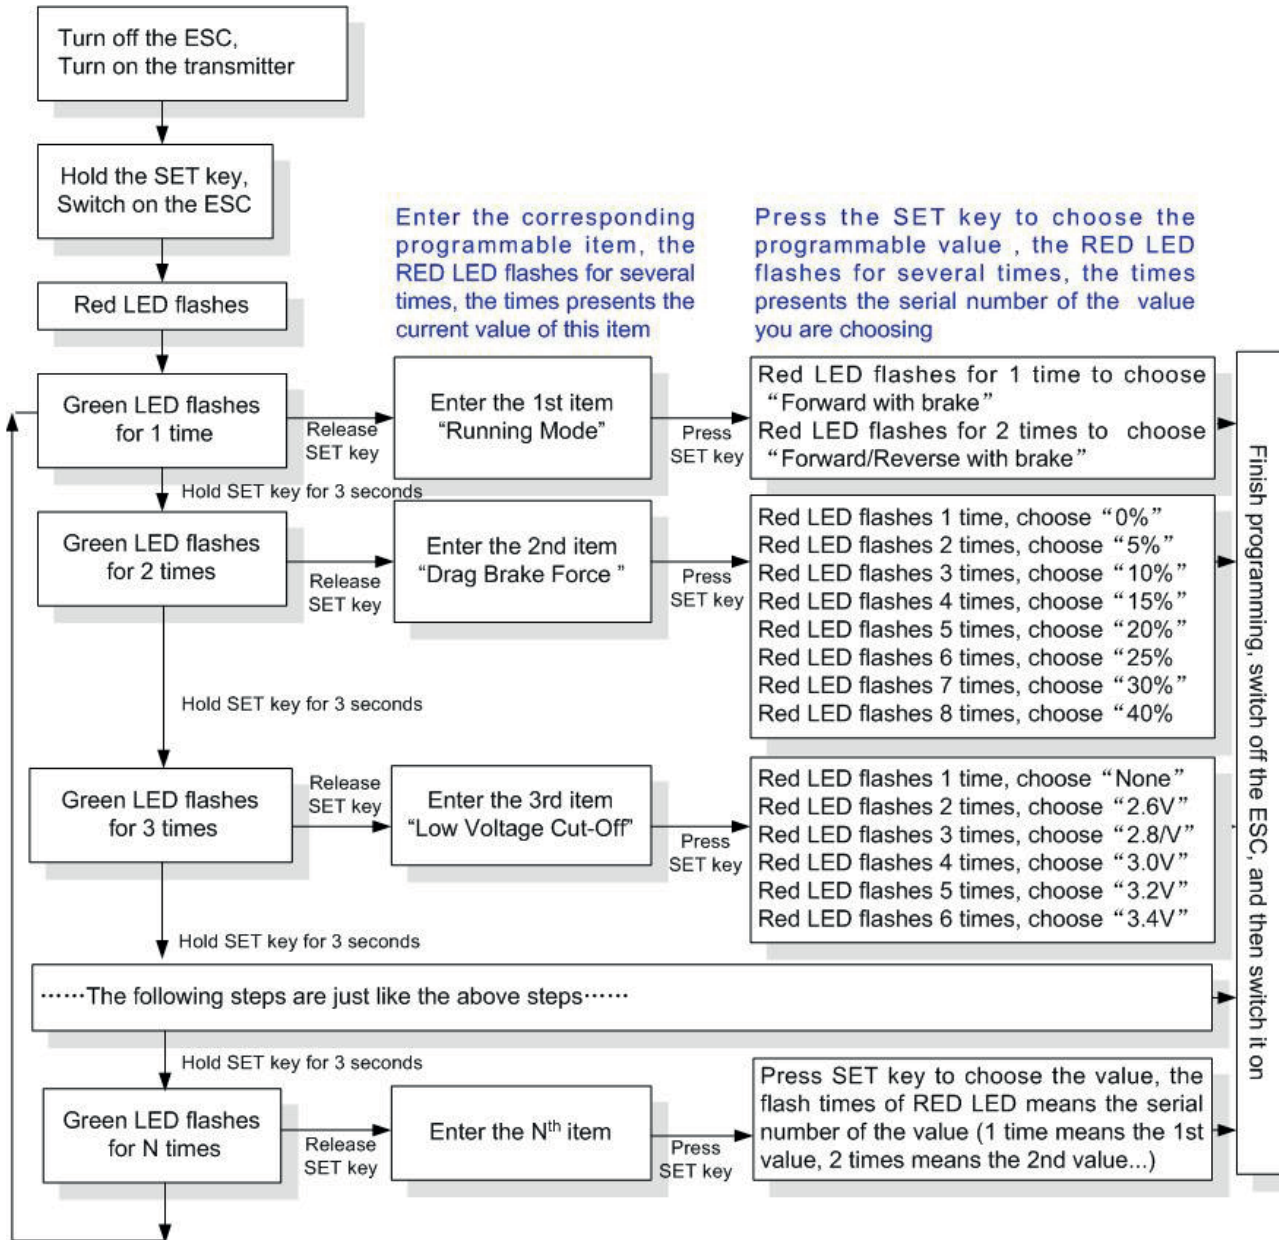 Turn off the ESC,
Turn on the transmitter
Hold the SET key,
Switch on the ESC
Red LED flashes
Enter the corresponding
programmable item, the
RED LED flashes for several
times, the times presents the
current value of this item
Press the SET key to choose the
programmable value , the RED LED
flashes for several times, the times
presents the serial number of the value
you are choosing
Green LED flashes
for 1 time
Release
SET key
Enter the 1st item
“Running Mode”
Press
SET key
Red LED flashes for 1 time to choose
“Forward with brake”
Red LED flashes for 2 times to choose
“Forward/Reverse with brake”
Hold SET key for 3 seconds
Green LED flashes
for 2 times
Release
SET key
Enter the 2nd item
“Drag Brake Force ”
Press
SET key
Red LED flashes 1 time, choose “0%”
Red LED flashes 2 times, choose “5%”
Red LED flashes 3 times, choose “10%”
Red LED flashes 4 times, choose “15%”
Red LED flashes 5 times, choose “20%”
Red LED flashes 6 times, choose “25%
Red LED flashes 7 times, choose “30%”
Red LED flashes 8 times, choose “40%
Hold SET key for 3 seconds
Green LED flashes
for 3 times
Release
SET key
Enter the 3rd item
“Low Voltage Cut-Off”
Press
SET key
Red LED flashes 1 time, choose “None”
Red LED flashes 2 times, choose “2.6V”
Red LED flashes 3 times, choose “2.8/V”
Red LED flashes 4 times, choose “3.0V”
Red LED flashes 5 times, choose “3.2V”
Red LED flashes 6 times, choose “3.4V”
Hold SET key for 3 seconds
······The following steps are just like the above steps······
Hold SET key for 3 seconds
Green LED flashes
for N times
Release
SET key
Enter the Nth item
Press
SET key
Press SET key to choose the value, the
flash times of RED LED means the serial
number of the value (1 time means the 1st
value, 2 times means the 2nd value...)
Finish programming, switch off the ESC, and then switch it on